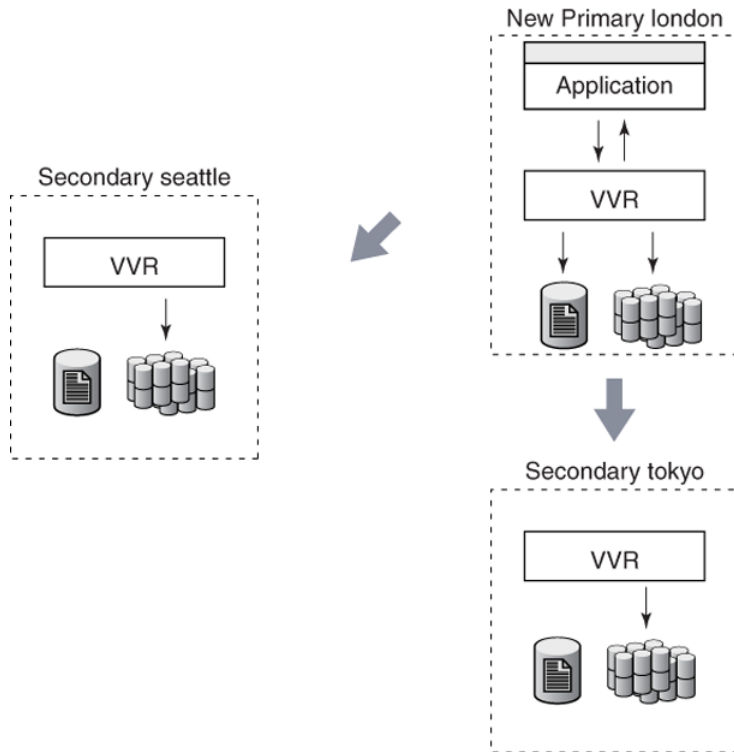 New Primary london
Application
VVR
Secondary seattle
VVR
Secondary tokyo
VVR